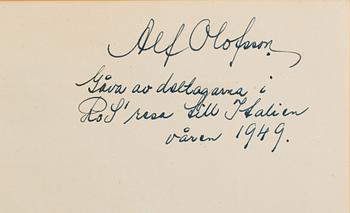 Alf Olofsson
Gåva av deltagarna i
RoS' resa till Italien
våren 1949.